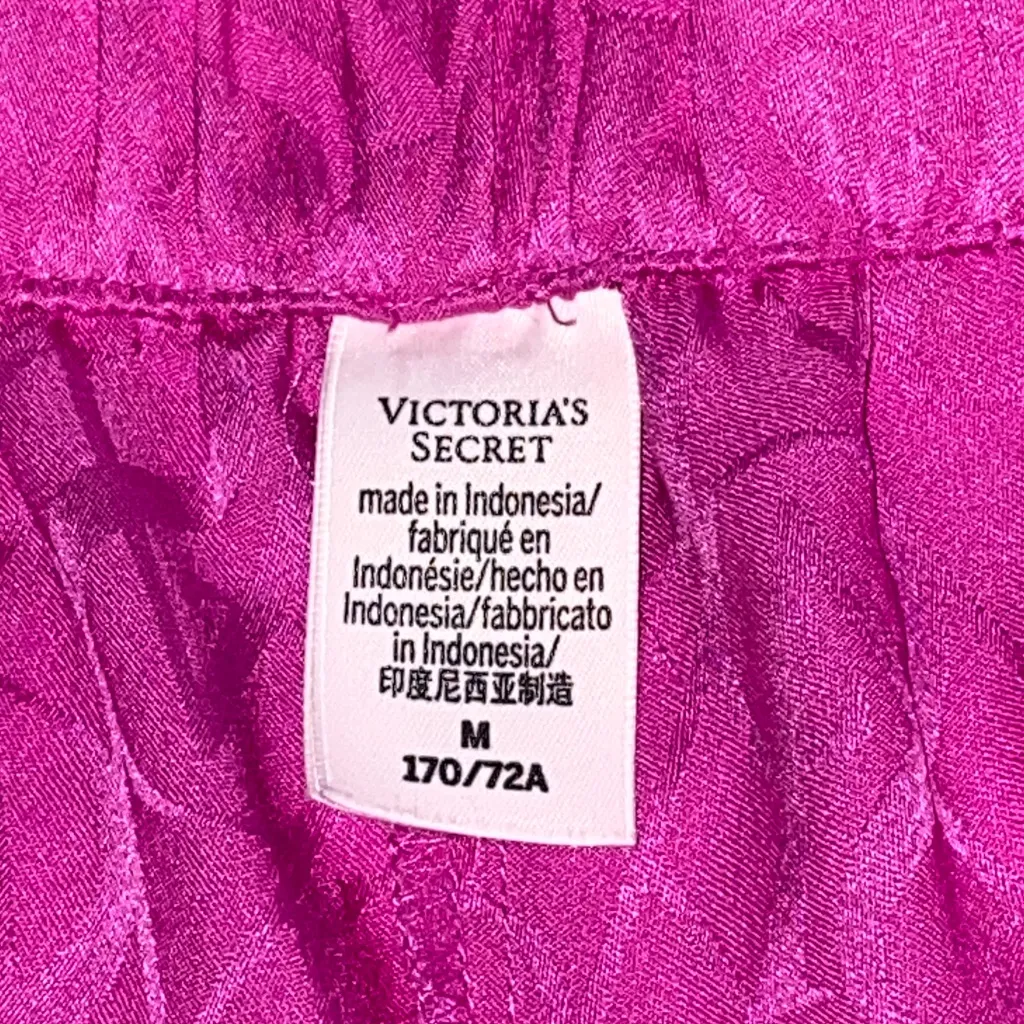 VICTORIA'S
SECRET
made in Indonesia/
fabriqué en
Indonésie/hecho en
Indonesia/fabbricato
in Indonesia/
印度尼西亚制造
M
170/72A